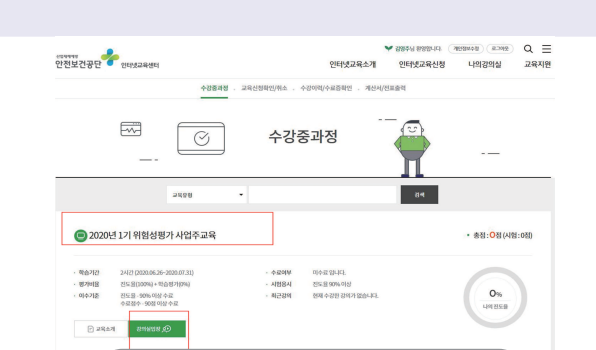 산업재해예방
안전보건공단 인터넷교육센터
김량주님 환영합니다. 개인정보수정 로그아웃
인터넷교육소개 인터넷교육신청 나의강의실 교육지원
수강중과정 교육신청확인/취소 수강이력/수료증확인 계산서/전표출력
수강중과정
교육유형 검색
2020년 1기 위험성평가 사업주교육
• 총점 : 0점 (시험 : 0점)
· 학습기간 2시간 (2020.06.26~2020.07.31) · 수료여부 미수료 입니다.
· 평가비율 진도율(100%) + 학습평가(0%) · 시험응시 진도율 90% 이상
· 이수기준 진도율 - 90% 이상 수료 · 최근강의 현재 수강한 강의가 없습니다.
수료점수 - 90점 이상 수료
0%
나의 진도율
교육소개 강의실입장